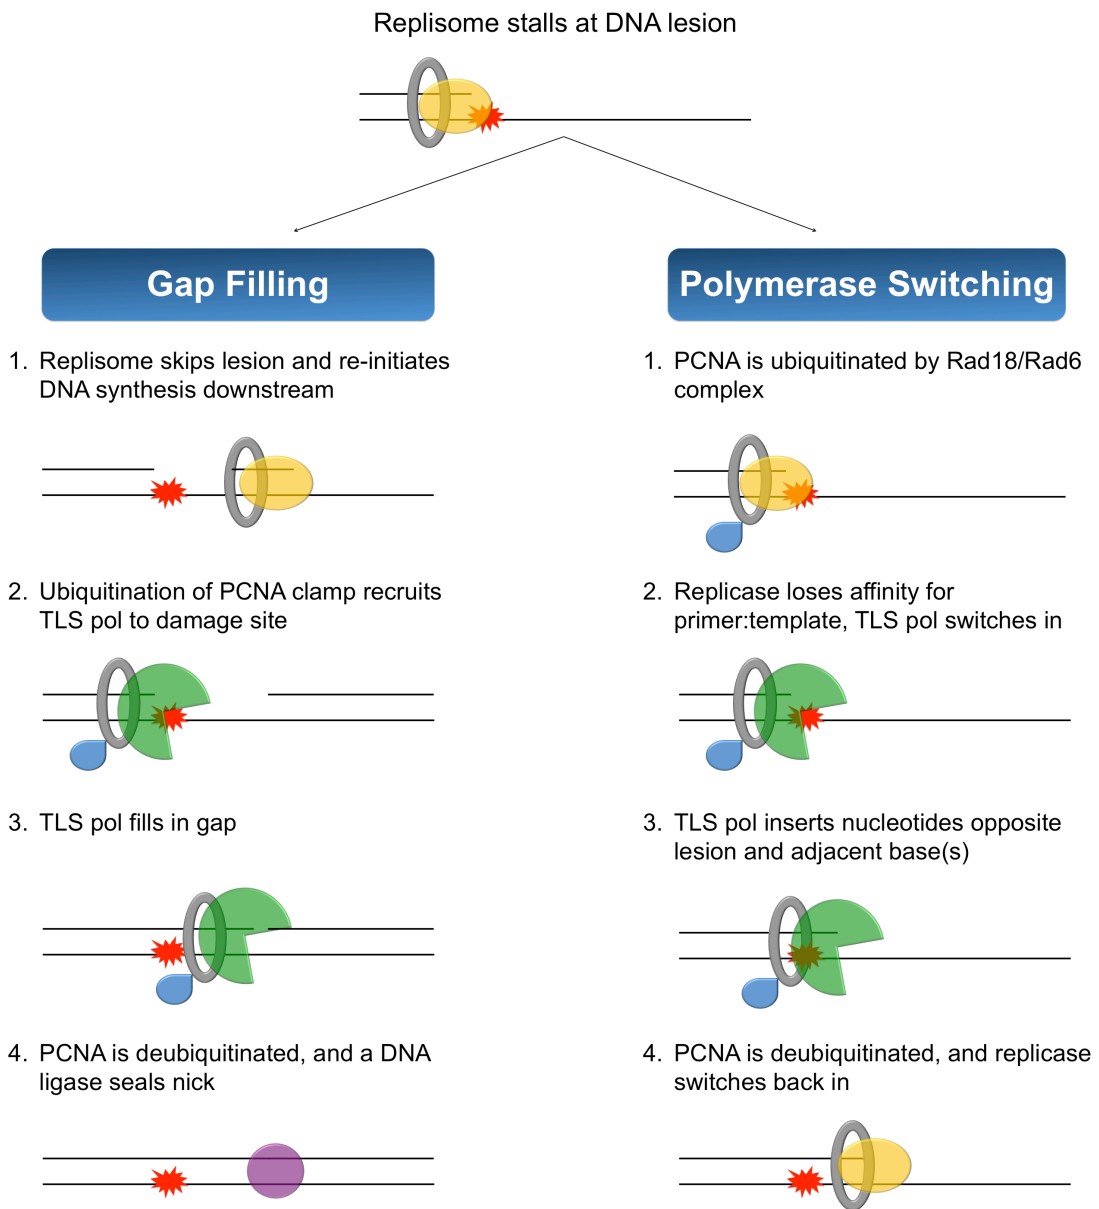 Replisome stalls at DNA lesion
Gap Filling
1. Replisome skips lesion and re-initiates
DNA synthesis downstream
2. Ubiquitination of PCNA clamp recruits
TLS pol to damage site
3. TLS pol fills in gap
4. PCNA is deubiquitinated, and a DNA
ligase seals nick
Polymerase Switching
1. PCNA is ubiquitinated by Rad18/Rad6
complex
2. Replicase loses affinity for
primer:template, TLS pol switches in
3. TLS pol inserts nucleotides opposite
lesion and adjacent base(s)
4. PCNA is deubiquitinated, and replicase
switches back in